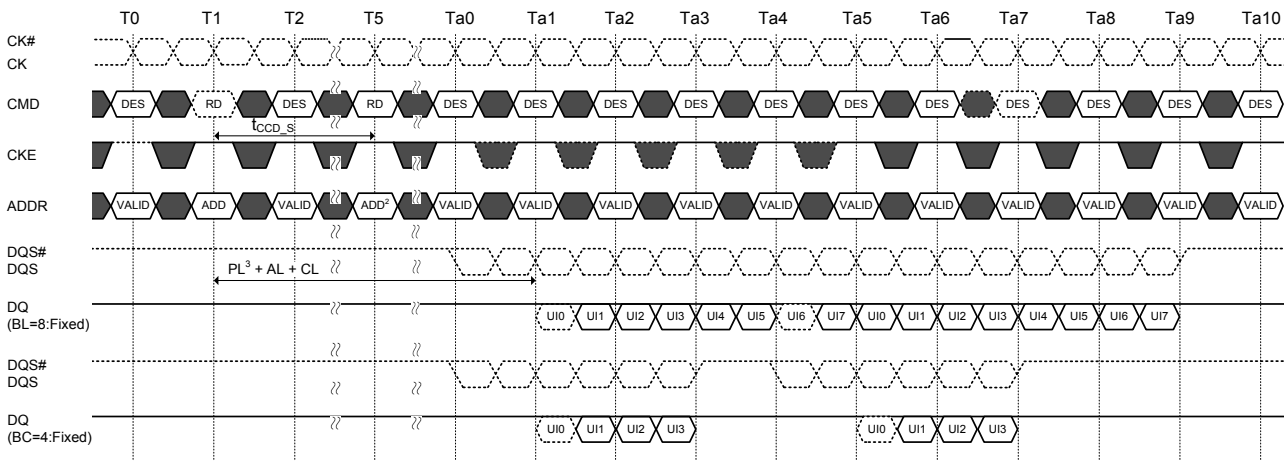 T0 T1 T2 T5 Ta0 Ta1 Ta2 Ta3 Ta4 Ta5 Ta6 Ta7 Ta8 Ta9 Ta10
CK#
CK
CMD DES RD DES RD DES DES DES DES DES DES DES DES DES DES DES
tCCD_S
CKE
ADDR VALID ADD VALID ADD² VALID VALID VALID VALID VALID VALID VALID VALID VALID VALID VALID
DQS#
DQS
PL³ + AL + CL
DQ
(BL=8:Fixed)
UI0 UI1 UI2 UI3 UI4 UI5 UI6 UI7 UI0 UI1 UI2 UI3 UI4 UI5 UI6 UI7
DQS#
DQS
DQ
(BC=4:Fixed)
UI0 UI1 UI2 UI3 UI0 UI1 UI2 UI3